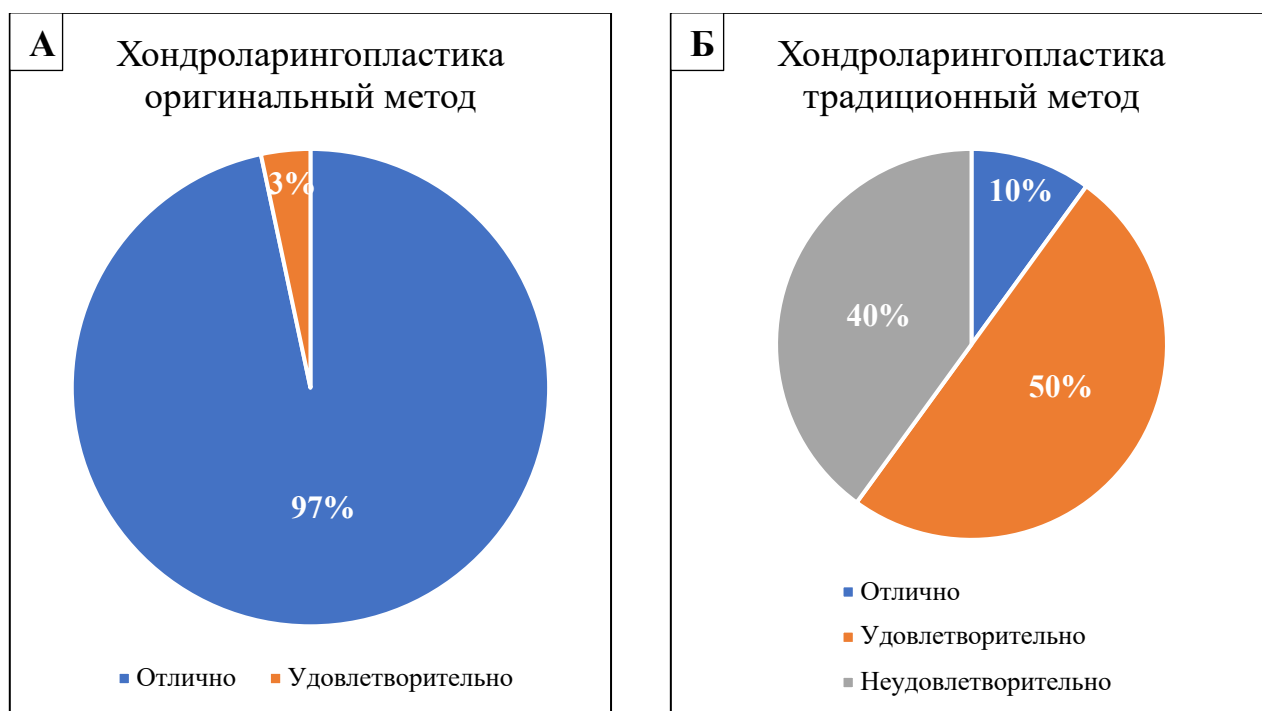 А
Хондроларингопластика
оригинальный метод
3%
97%
Отлично
Удовлетворительно
Б
Хондроларингопластика
традиционный метод
10%
40%
50%
Отлично
Удовлетворительно
Неудовлетворительно